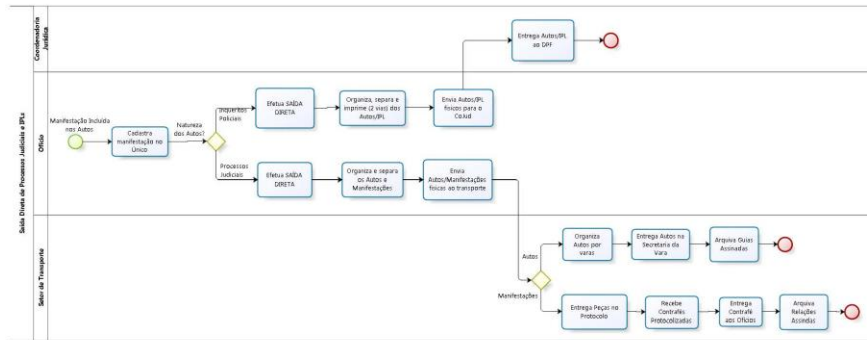 Saída Direta de Processos Judiciais e IPLs
Coordenadoria
Jurídica
Entrega Autos/IPL
ao DPF
Ofício
Manifestação Incluída
nos Autos
Cadastra
manifestação no
Único
Natureza
dos Autos?
Inquéritos
Policiais
Efetua SAÍDA
DIRETA
Organiza, separa e
imprime (2 vias) dos
Autos/IPL
Envia Autos/IPL
físicos para o
CoJud
Processos
Judiciais
Efetua SAÍDA
DIRETA
Organiza e separa
os Autos e
Manifestações
Envia
Autos/Manifestações
físicas ao transporte
Setor de Transporte
Autos
Organiza
Autos por
varas
Entrega Autos na
Secretaria da
Vara
Arquiva Guias
Assinadas
Manifestações
Entrega Peças no
Protocolo
Recebe
Contrafés
Protocolizadas
Entrega
Contrafé
aos Ofícios
Arquiva
Relações
Assindas